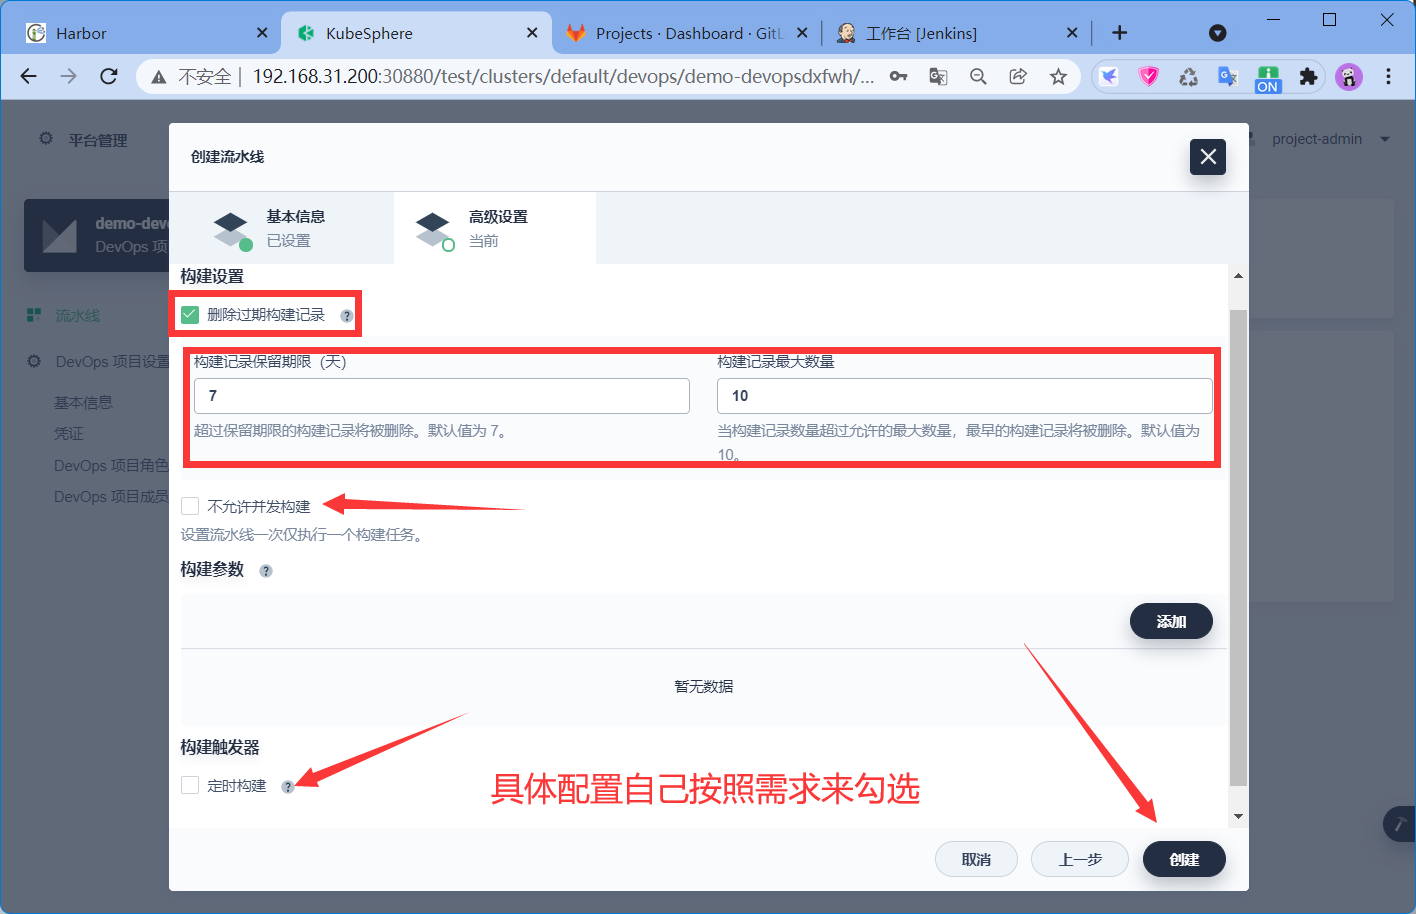 Harbor
KubeSphere
Projects · Dashboard · GitL
工作台 [Jenkins]
不安全
192.168.31.200:30880/test/clusters/default/devops/demo-devopsdxfwh/...
ON
平台管理
project-admin
创建流水线
demo-dev
DevOps 项
基本信息
已设置
高级设置
当前
流水线
DevOps 项目设置
基本信息
凭证
DevOps 项目角色
DevOps 项目成员
构建设置
删除过期构建记录 ?
构建记录保留期限（天）
构建记录最大数量
7
10
超过保留期限的构建记录将被删除。默认值为 7。
当构建记录数量超过允许的最大数量，最早的构建记录将被删除。默认值为
10。
不允许并发构建
设置流水线一次仅执行一个构建任务。
构建参数 ?
添加
暂无数据
构建触发器
定时构建 ?
具体配置自己按照需求来勾选
取消
上一步
创建